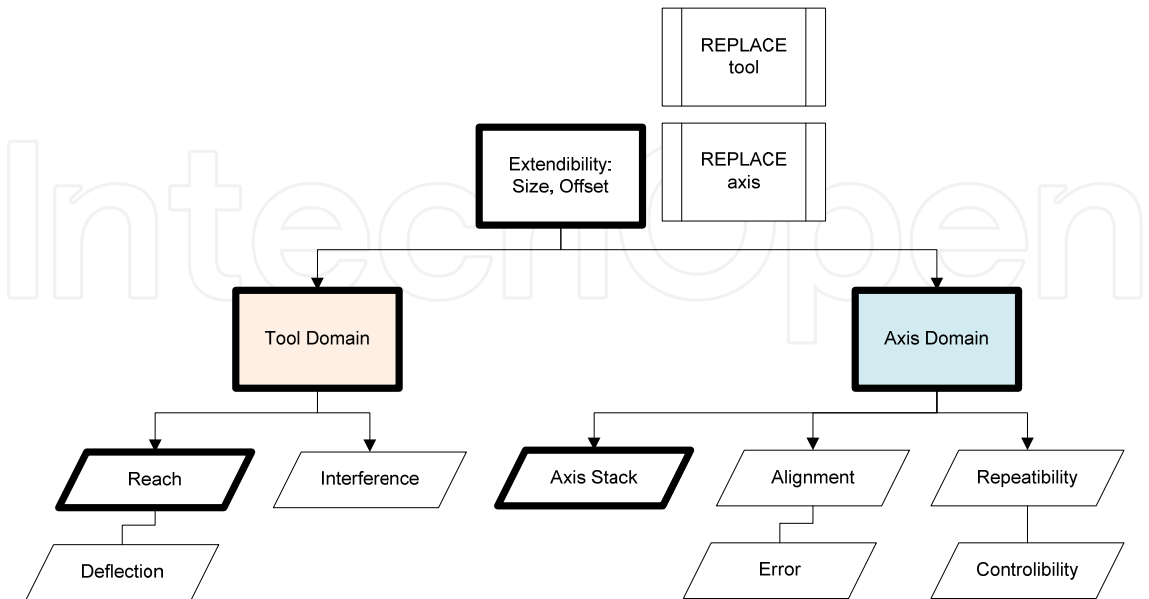 REPLACE
tool
REPLACE
axis
Extendibility:
Size, Offset
IntechOpen
Tool Domain
Axis Domain
Reach
Interference
Axis Stack
Alignment
Repeatibility
Deflection
Error
Controlibility